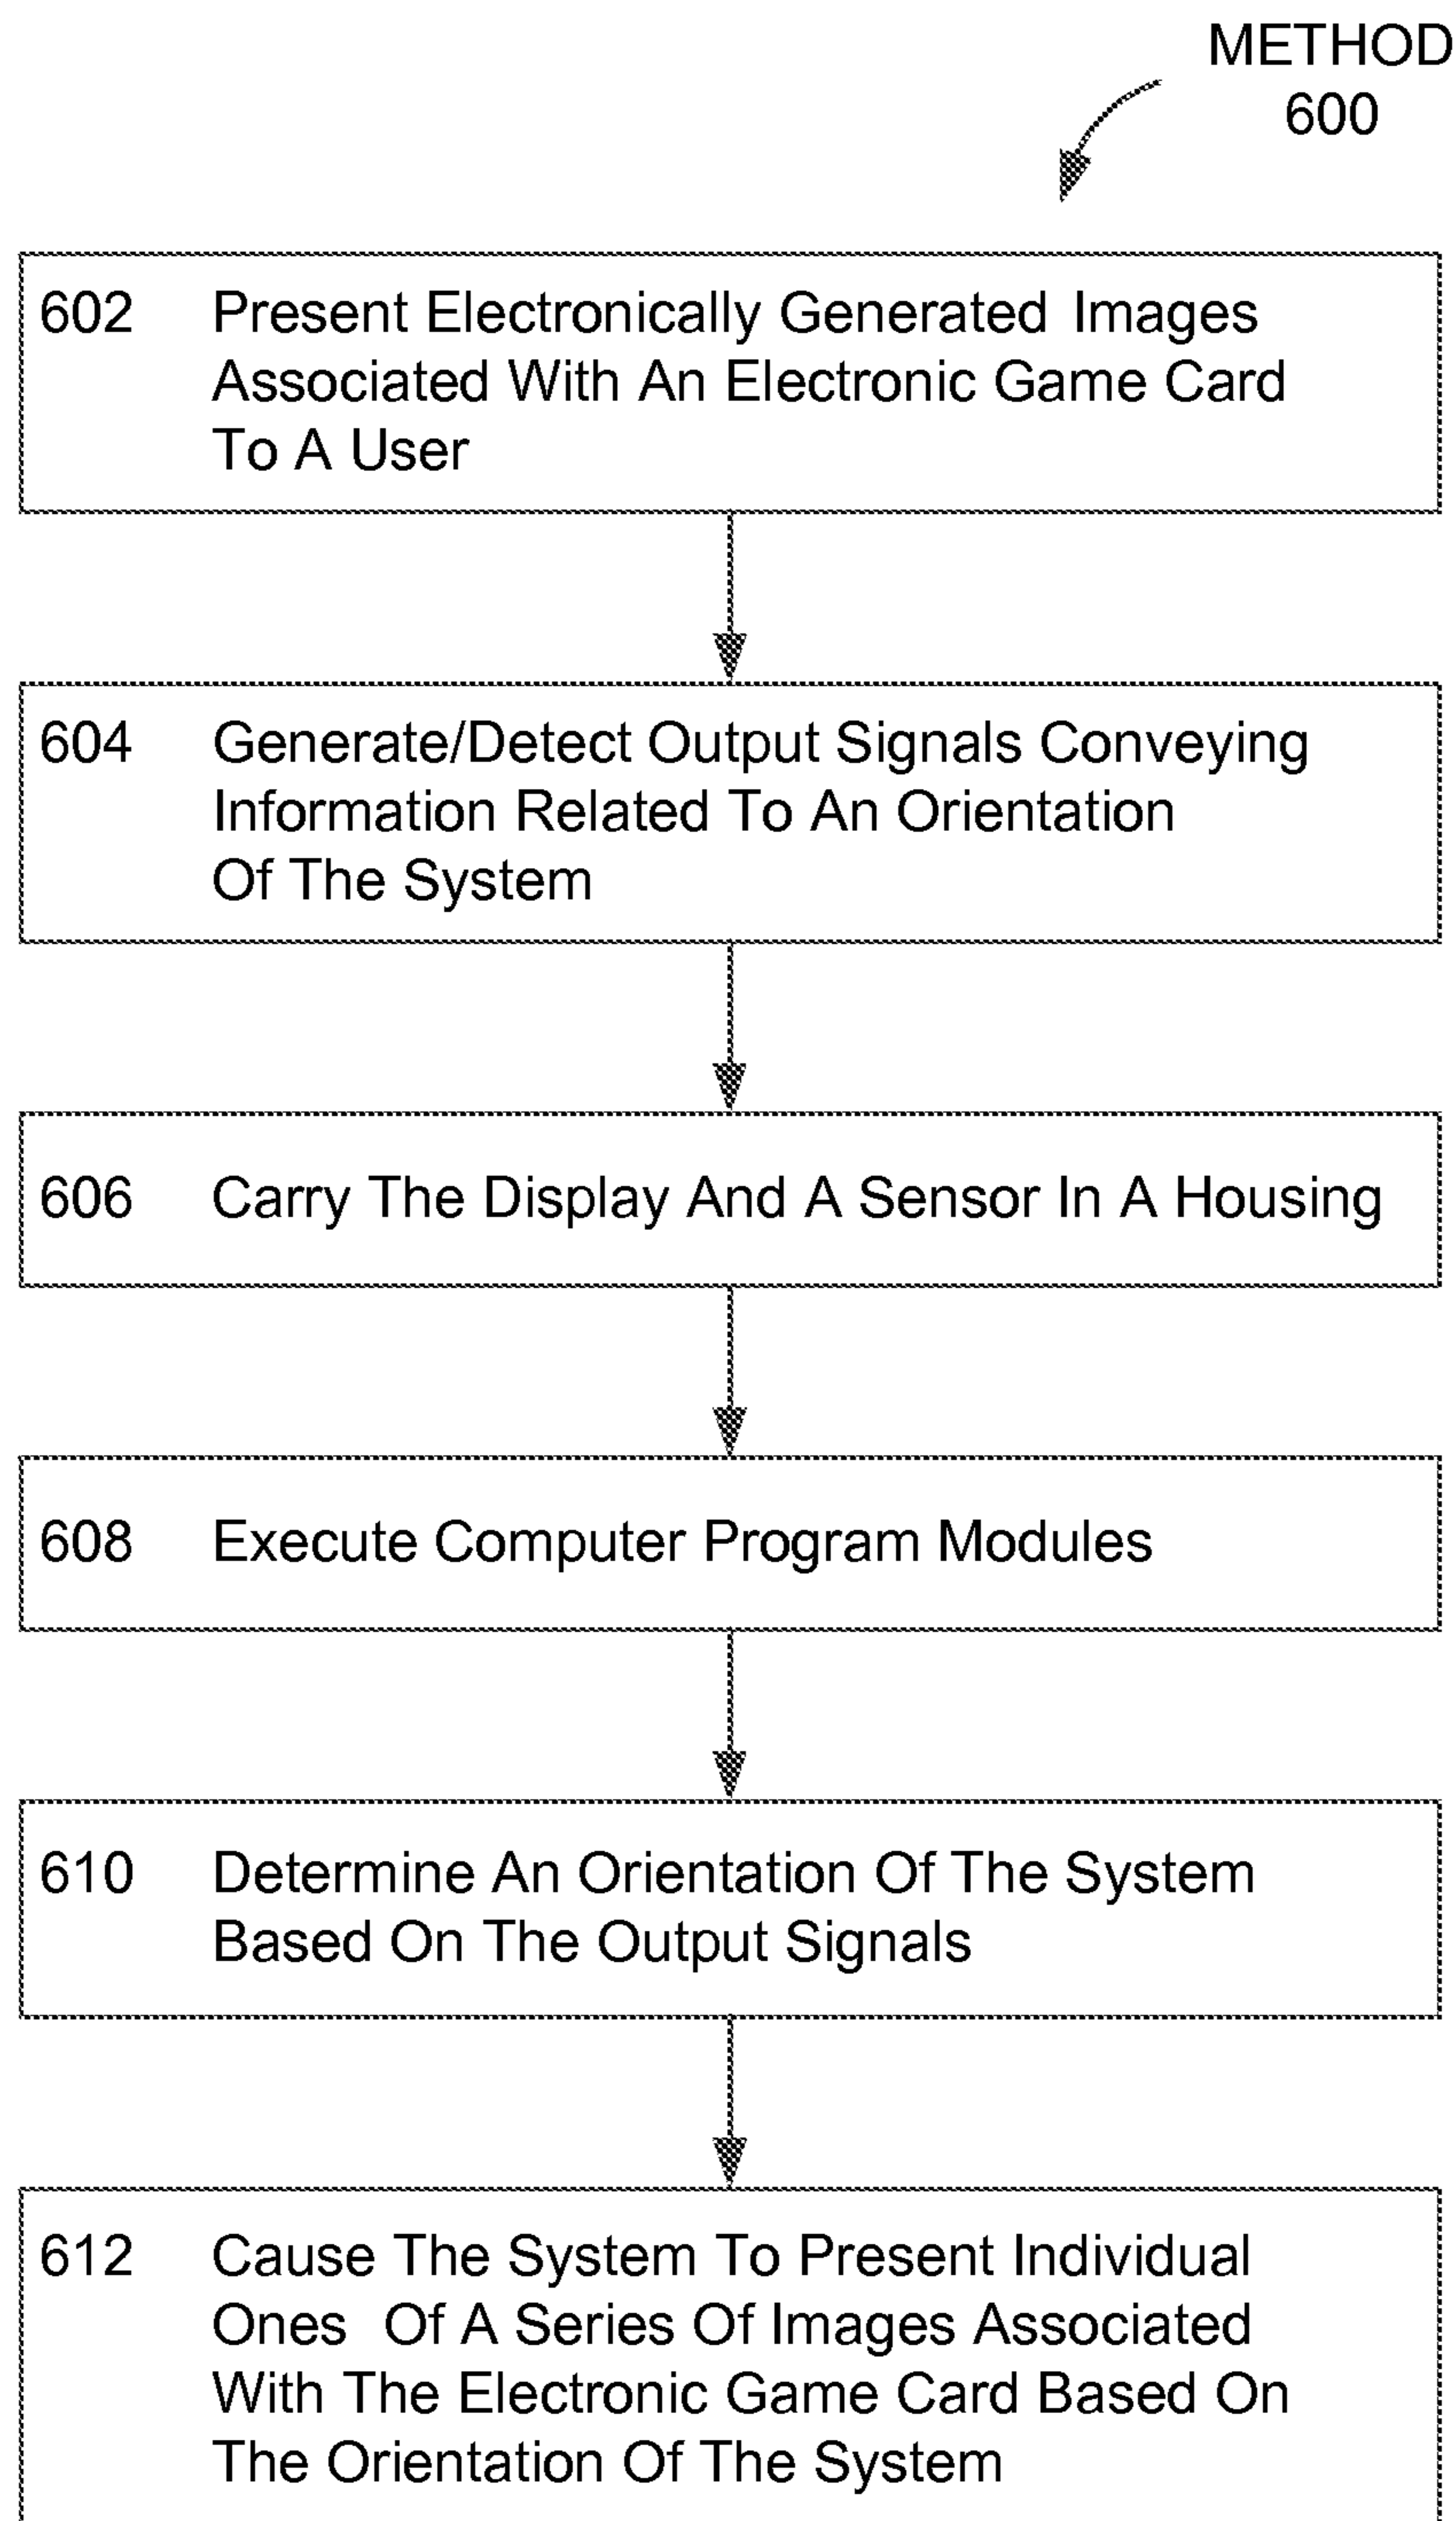 METHOD
600
602 Present Electronically Generated Images
Associated With An Electronic Game Card
To A User
604 Generate/Detect Output Signals Conveying
Information Related To An Orientation
Of The System
606 Carry The Display And A Sensor In A Housing
608 Execute Computer Program Modules
610 Determine An Orientation Of The System
Based On The Output Signals
612 Cause The System To Present Individual
Ones Of A Series Of Images Associated
With The Electronic Game Card Based On
The Orientation Of The System